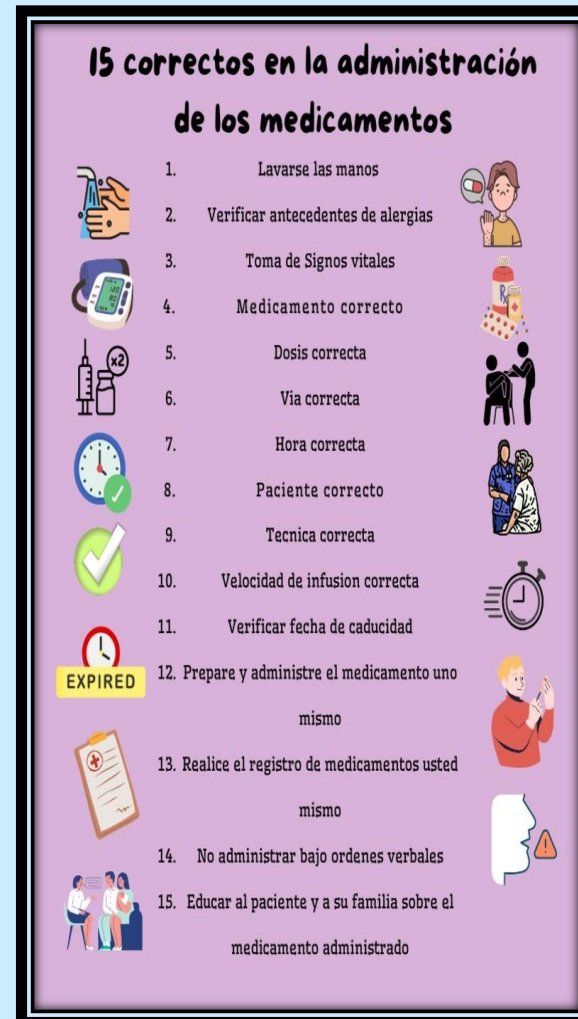 15 correctos en la administración
de los medicamentos
1. Lavarse las manos
2. Verificar antecedentes de alergias
3. Toma de Signos vitales
4. Medicamento correcto
5. Dosis correcta
x2
6. Via correcta
7. Hora correcta
8. Paciente correcto
9. Tecnica correcta
10. Velocidad de infusion correcta
11. Verificar fecha de caducidad
EXPIRED
12. Prepare y administre el medicamento uno
mismo
13. Realice el registro de medicamentos usted
mismo
14. No administrar bajo ordenes verbales
15. Educar al paciente y a su familia sobre el
medicamento administrado